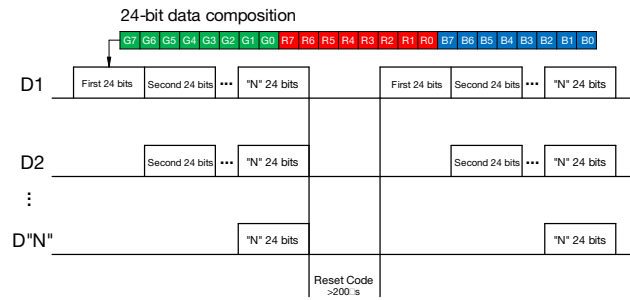 24-bit data composition
G7 G6 G5 G4 G3 G2 G1 G0 R7 R6 R5 R4 R3 R2 R1 R0 B7 B6 B5 B4 B3 B2 B1 B0
D1 First 24 bits Second 24 bits ••• "N" 24 bits First 24 bits Second 24 bits ••• "N" 24 bits
D2 Second 24 bits ••• "N" 24 bits Second 24 bits ••• "N" 24 bits
⋮
D"N" "N" 24 bits "N" 24 bits
Reset Code
>200□s